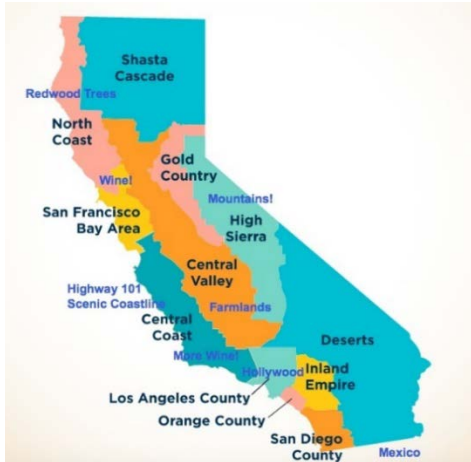 Shasta
Cascade
Redwood Trees
North
Coast
Gold
Country
Wine!
Mountains!
San Francisco
Bay Area
High
Sierra
Central
Valley
Highway 101
Scenic Coastline
Farmlands
Central
Coast
Deserts
More Wine!
Hollywood
Inland
Empire
Los Angeles County
Orange County
San Diego
County
Mexico